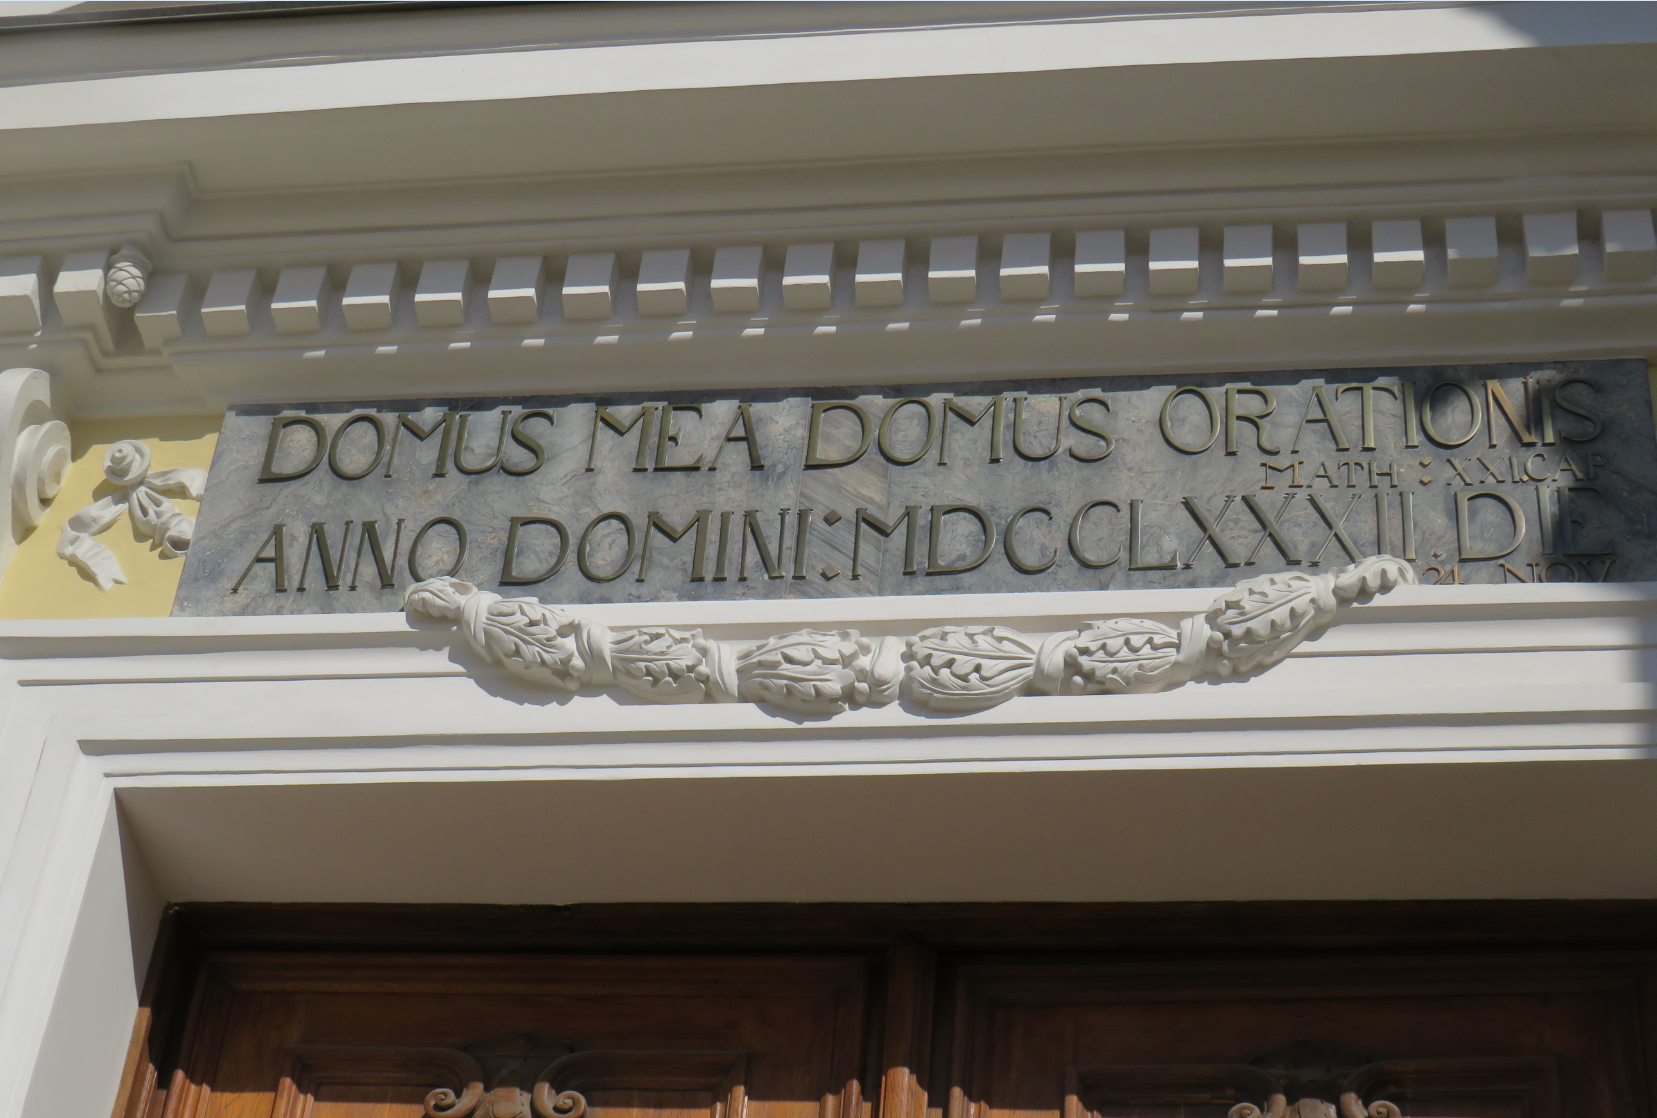 DOMUS MEA DOMUS ORATIONIS
MATH : XXI.CAP
ANNO DOMINI : MDCCLXXXII. DIE
24 NOV